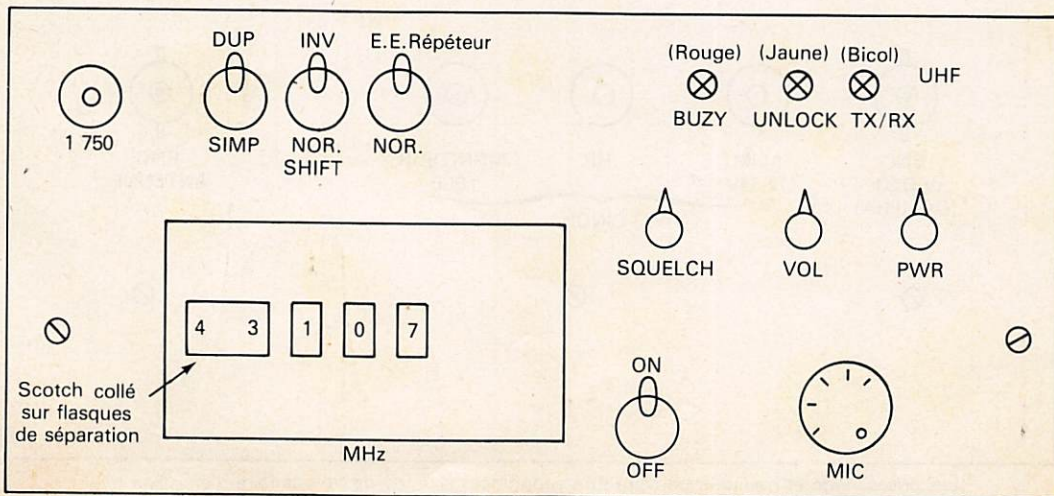 DUP INV E.E.Répéteur
1 750 SIMP NOR. NOR.
SHIFT
(Rouge) (Jaune) (Bicol) UHF
BUZY UNLOCK TX/RX
SQUELCH VOL PWR
4 3 1 0 7
Scotch collé
sur flasques
de séparation
MHz
ON
OFF
MIC